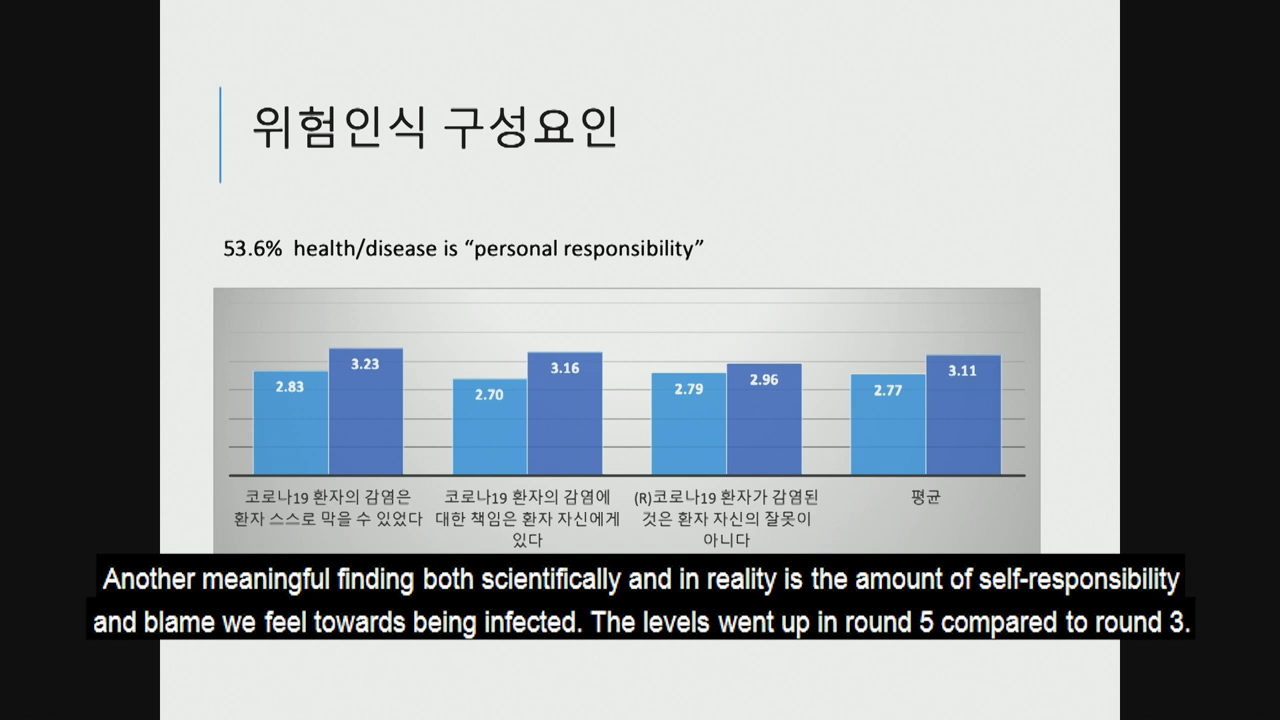 위험인식 구성요인
53.6% health/disease is “personal responsibility”
2.83
3.23
2.70
3.16
2.79
2.96
2.77
3.11
코로나19 환자의 감염은
환자 스스로 막을 수 있었다
코로나19 환자의 감염에
대한 책임은 환자 자신에게
있다
(R)코로나19 환자가 감염된
것은 환자 자신의 잘못이
아니다
평균
Another meaningful finding both scientifically and in reality is the amount of self-responsibility
and blame we feel towards being infected. The levels went up in round 5 compared to round 3.